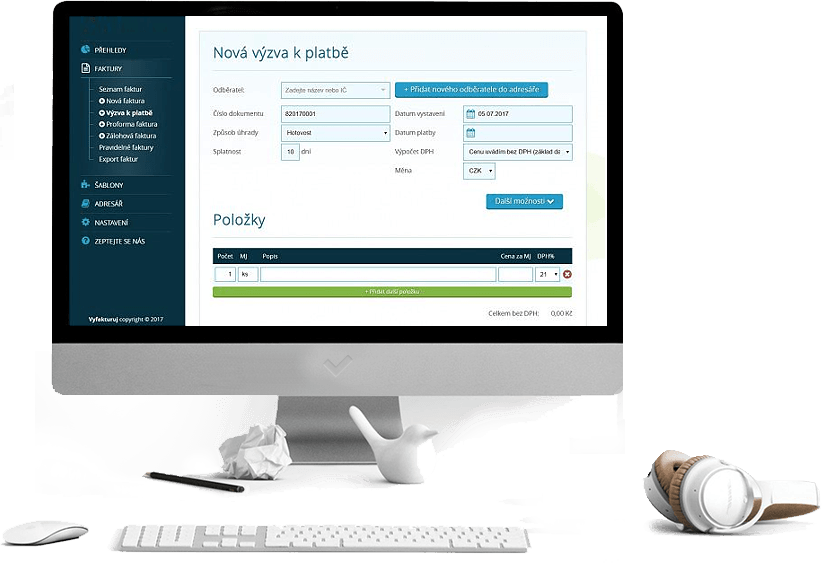 PŘEHLEDY
FAKTURY
Seznam faktur
Nová faktura
Výzva k platbě
Proforma faktura
Zálohová faktura
Pravidelné faktury
Export faktur
ŠABLONY
ADRESÁŘ
NASTAVENÍ
ZEPTEJTE SE NÁS
Vyfakturuj copyright © 2017
Nová výzva k platbě
Odběratel: Zadejte název nebo IČ + Přidat nového odběratele do adresáře
Číslo dokumentu 820170001 Datum vystavení 05.07.2017
Způsob úhrady Hotovost Datum platby
Splatnost 10 dní Výpočet DPH Cenu uvádím bez DPH (základ dá
Měna CZK
Další možnosti
Položky
Počet MJ Popis Cena za MJ DPH%
1 ks 21
+ Přidat další položku
Celkem bez DPH: 0,00 Kč